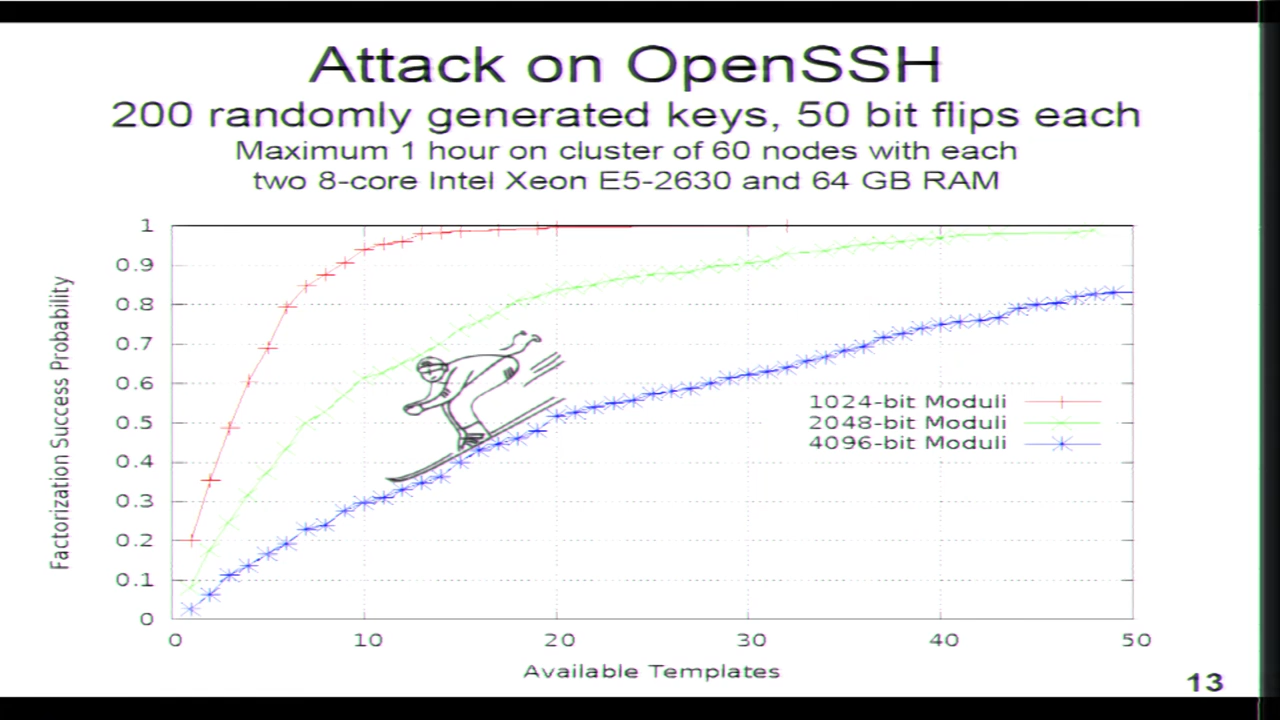 Attack on OpenSSH
200 randomly generated keys, 50 bit flips each
Maximum 1 hour on cluster of 60 nodes with each
two 8-core Intel Xeon E5-2630 and 64 GB RAM
Factorization Success Probability
1
0.9
0.8
0.7
0.6
0.5
0.4
0.3
0.2
0.1
0
1024-bit Moduli
2048-bit Moduli
4096-bit Moduli
0 10 20 30 40 50
Available Templates
13